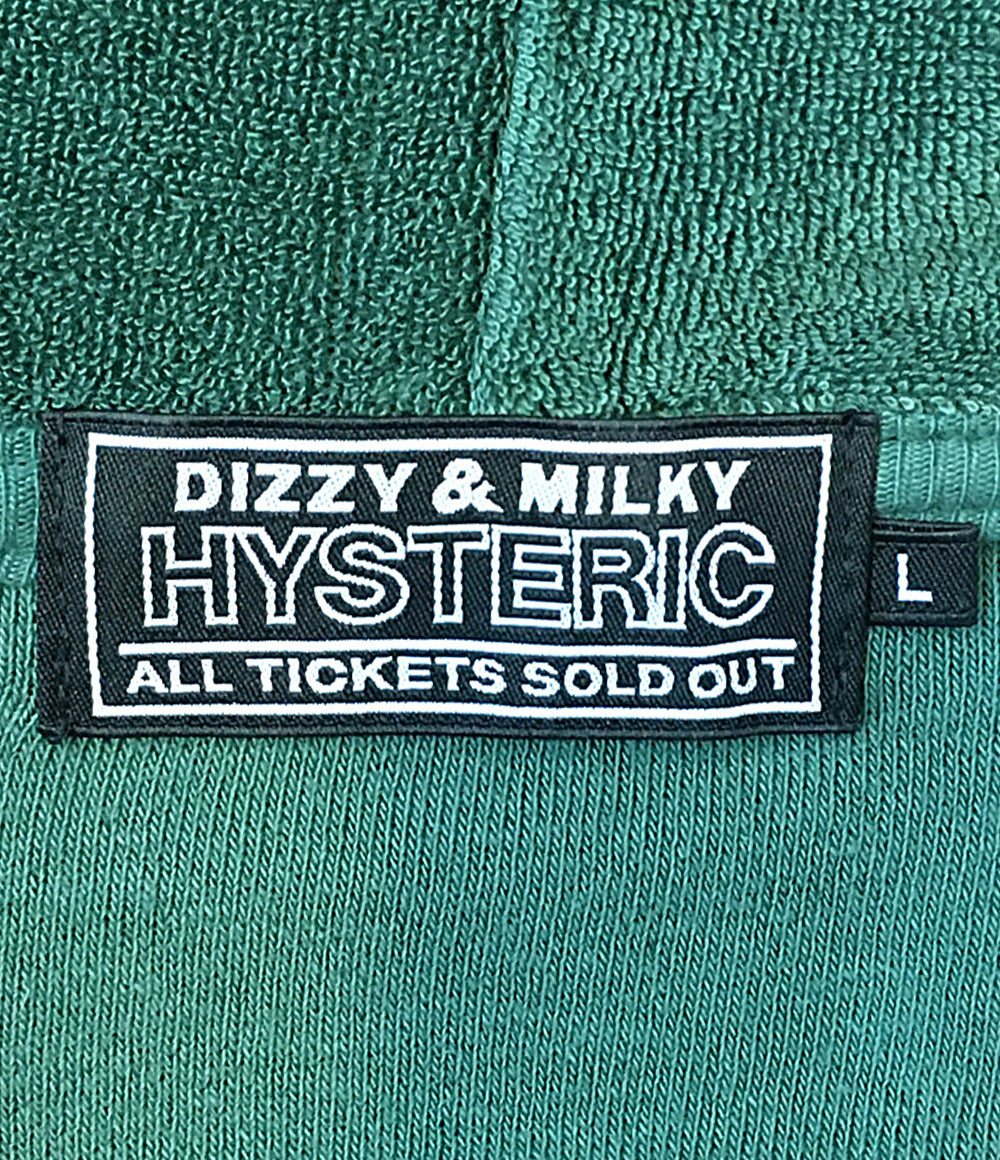 DIZZY & MILKY
HYSTERIC
ALL TICKETS SOLD OUT
L